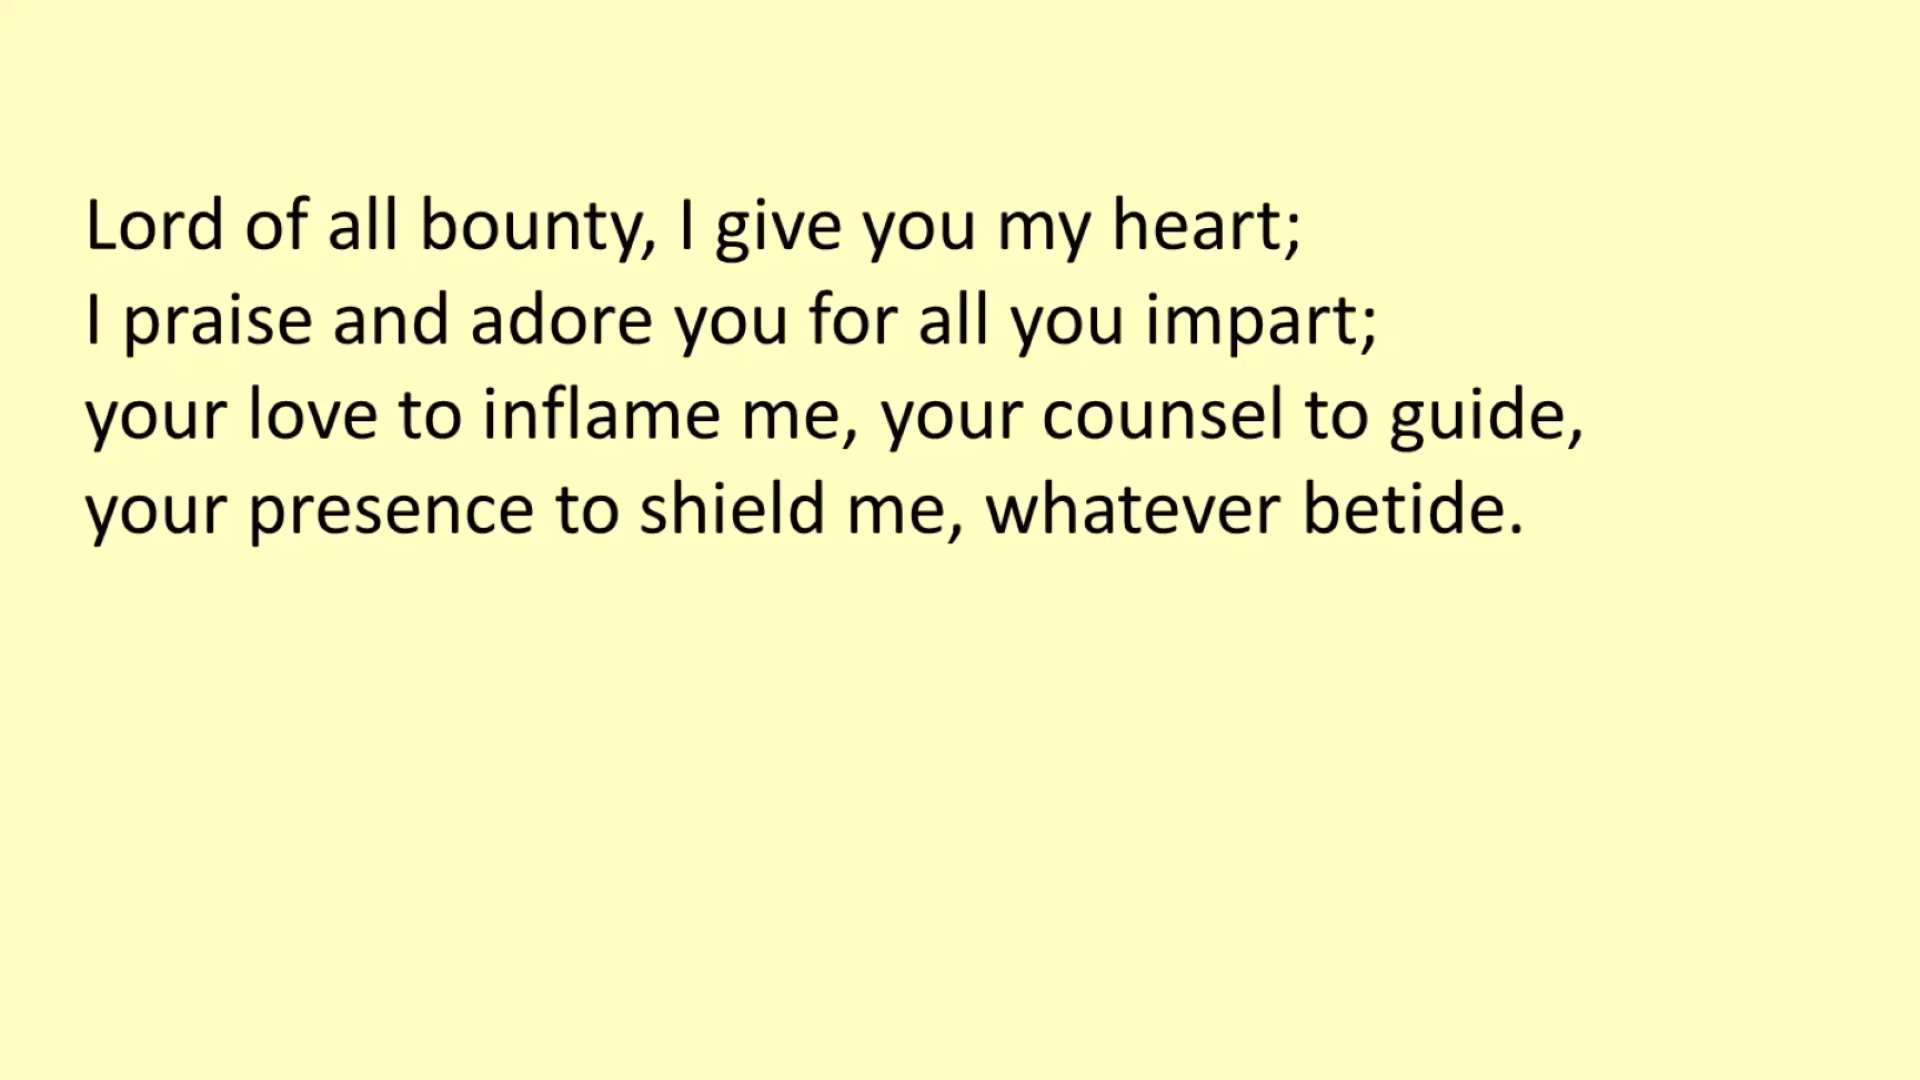 Lord of all bounty, I give you my heart;
I praise and adore you for all you impart;
your love to inflame me, your counsel to guide,
your presence to shield me, whatever betide.